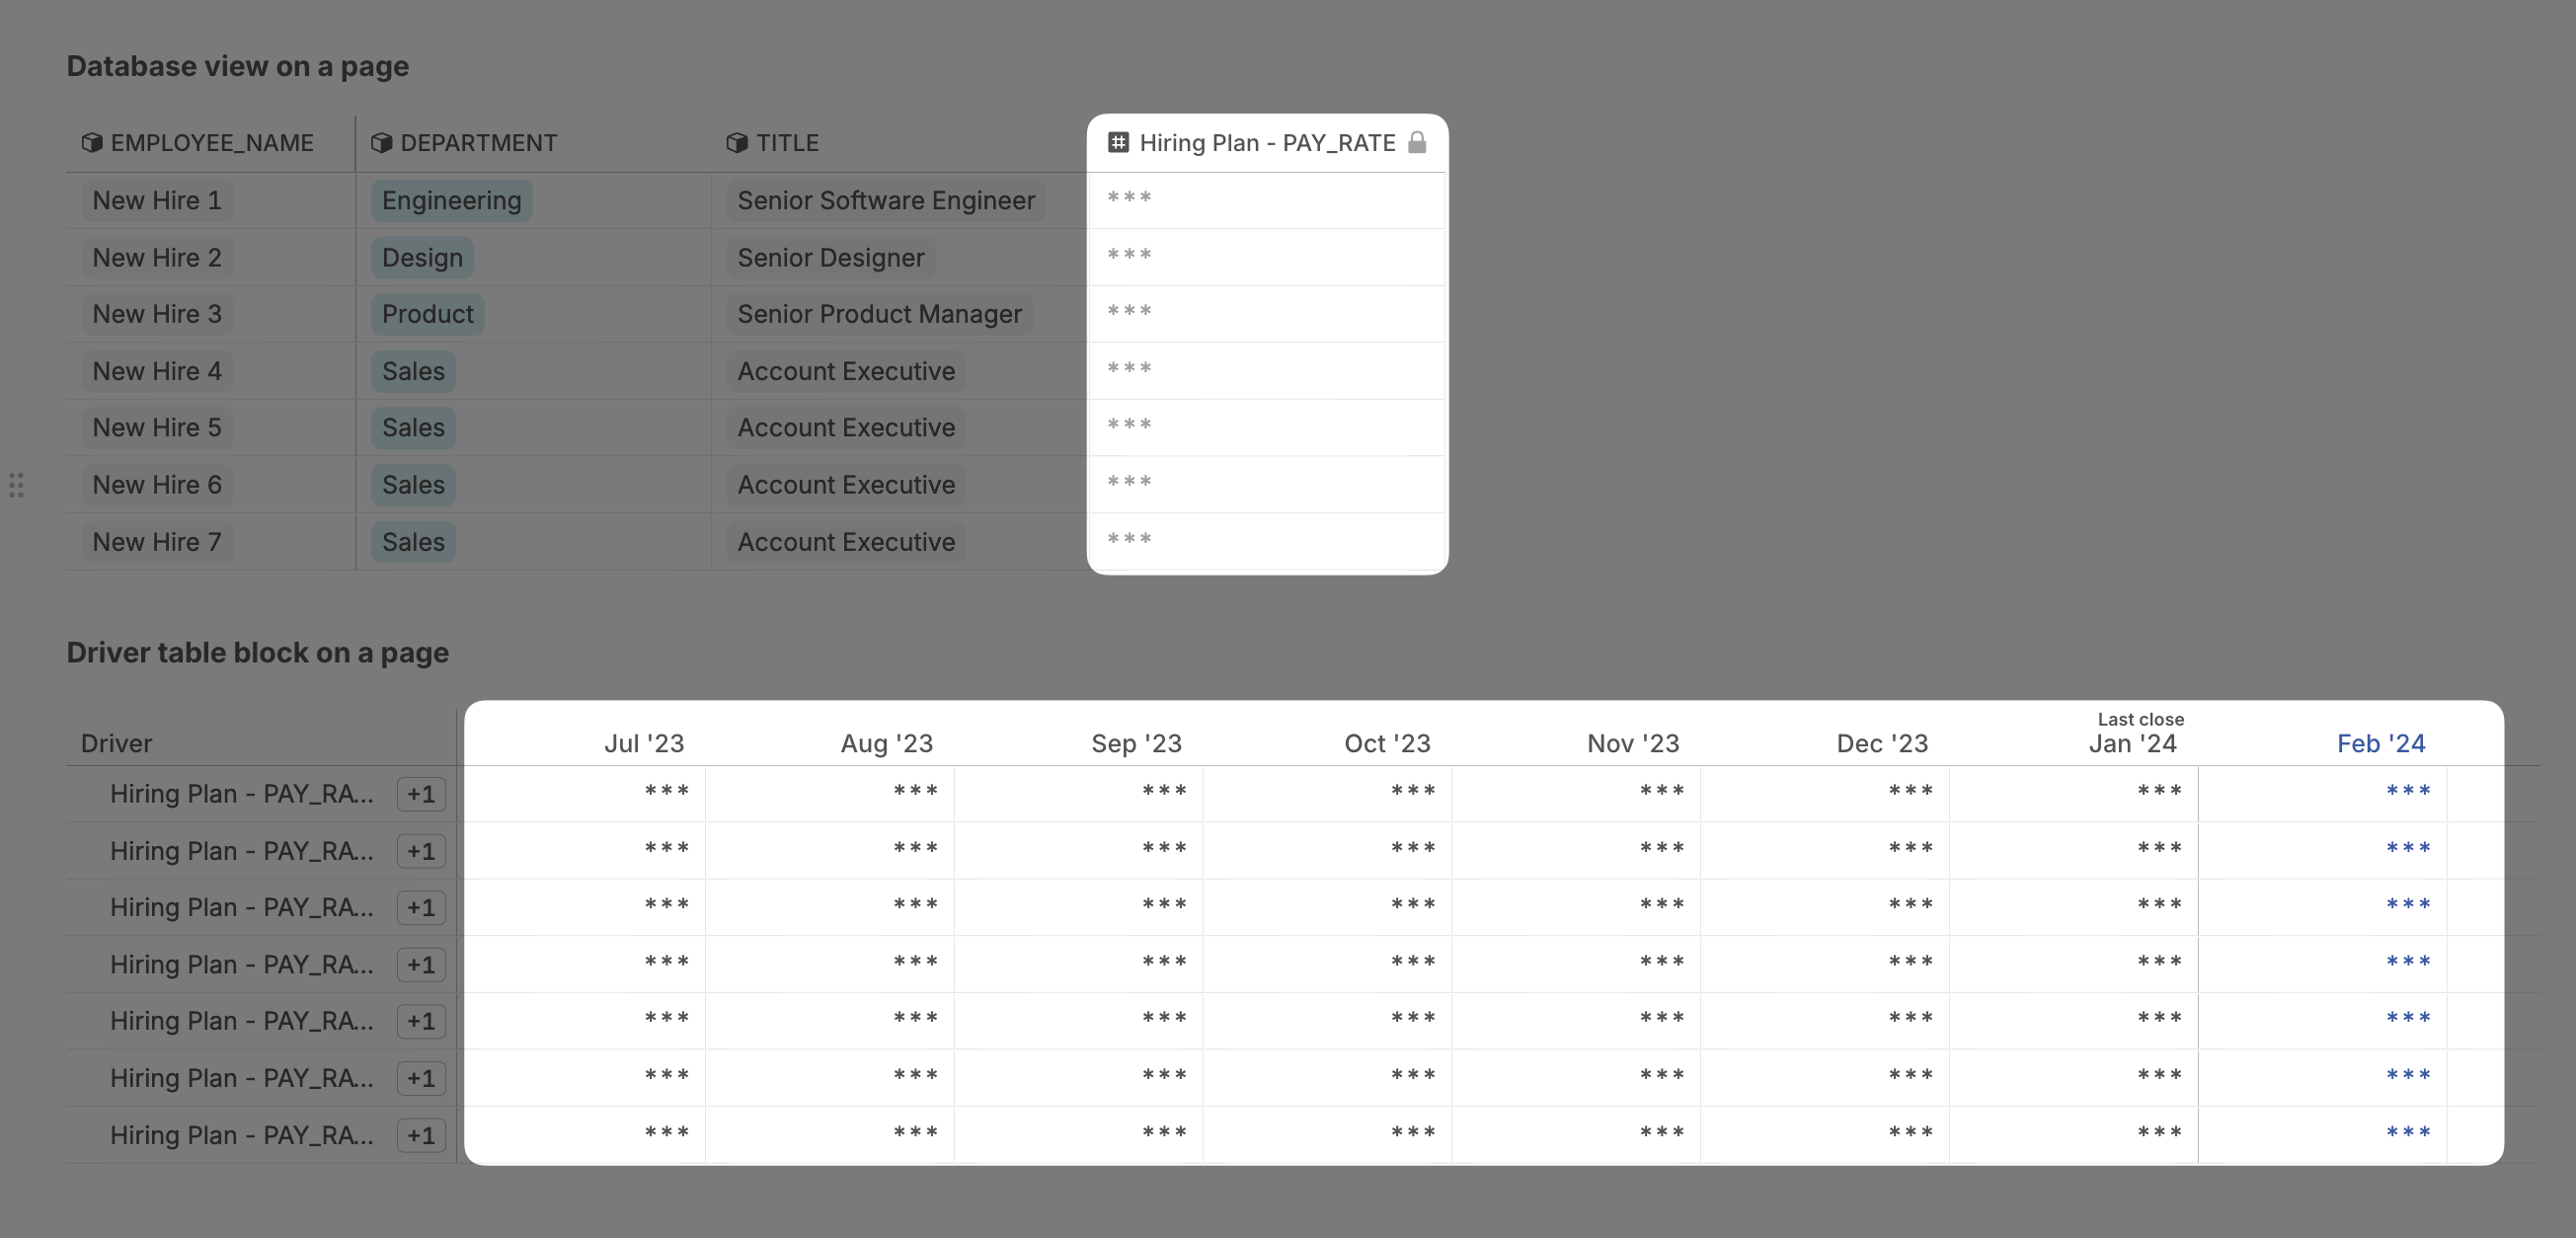 Database view on a page
EMPLOYEE_NAME DEPARTMENT TITLE Hiring Plan - PAY_RATE
New Hire 1 Engineering Senior Software Engineer ***
New Hire 2 Design Senior Designer ***
New Hire 3 Product Senior Product Manager ***
New Hire 4 Sales Account Executive ***
New Hire 5 Sales Account Executive ***
New Hire 6 Sales Account Executive ***
New Hire 7 Sales Account Executive ***
Driver table block on a page
Last close
Driver Jul '23 Aug '23 Sep '23 Oct '23 Nov '23 Dec '23 Jan '24 Feb '24
Hiring Plan - PAY_RA... +1 *** *** *** *** *** *** *** ***
Hiring Plan - PAY_RA... +1 *** *** *** *** *** *** *** ***
Hiring Plan - PAY_RA... +1 *** *** *** *** *** *** *** ***
Hiring Plan - PAY_RA... +1 *** *** *** *** *** *** *** ***
Hiring Plan - PAY_RA... +1 *** *** *** *** *** *** *** ***
Hiring Plan - PAY_RA... +1 *** *** *** *** *** *** *** ***
Hiring Plan - PAY_RA... +1 *** *** *** *** *** *** *** ***